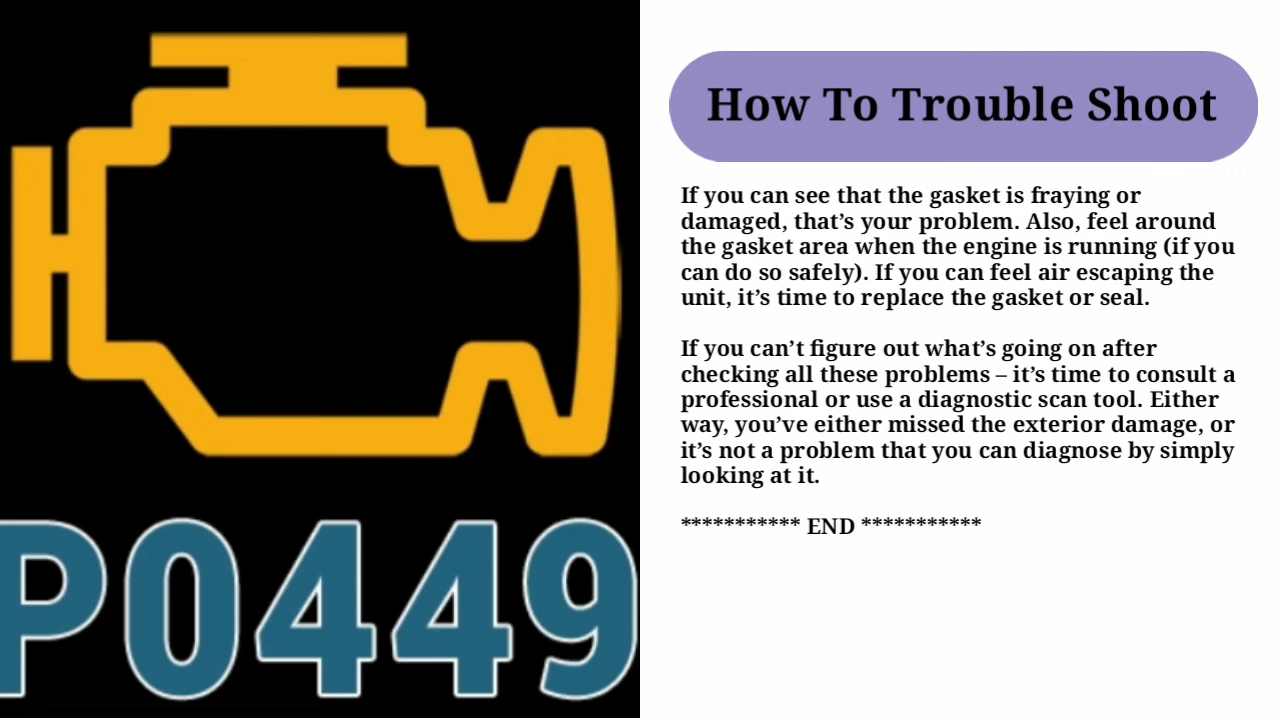 P0449
How To Trouble Shoot
If you can see that the gasket is fraying or
damaged, that’s your problem. Also, feel around
the gasket area when the engine is running (if you
can do so safely). If you can feel air escaping the
unit, it’s time to replace the gasket or seal.
If you can’t figure out what’s going on after
checking all these problems – it’s time to consult a
professional or use a diagnostic scan tool. Either
way, you’ve either missed the exterior damage, or
it’s not a problem that you can diagnose by simply
looking at it.
*********** END ***********